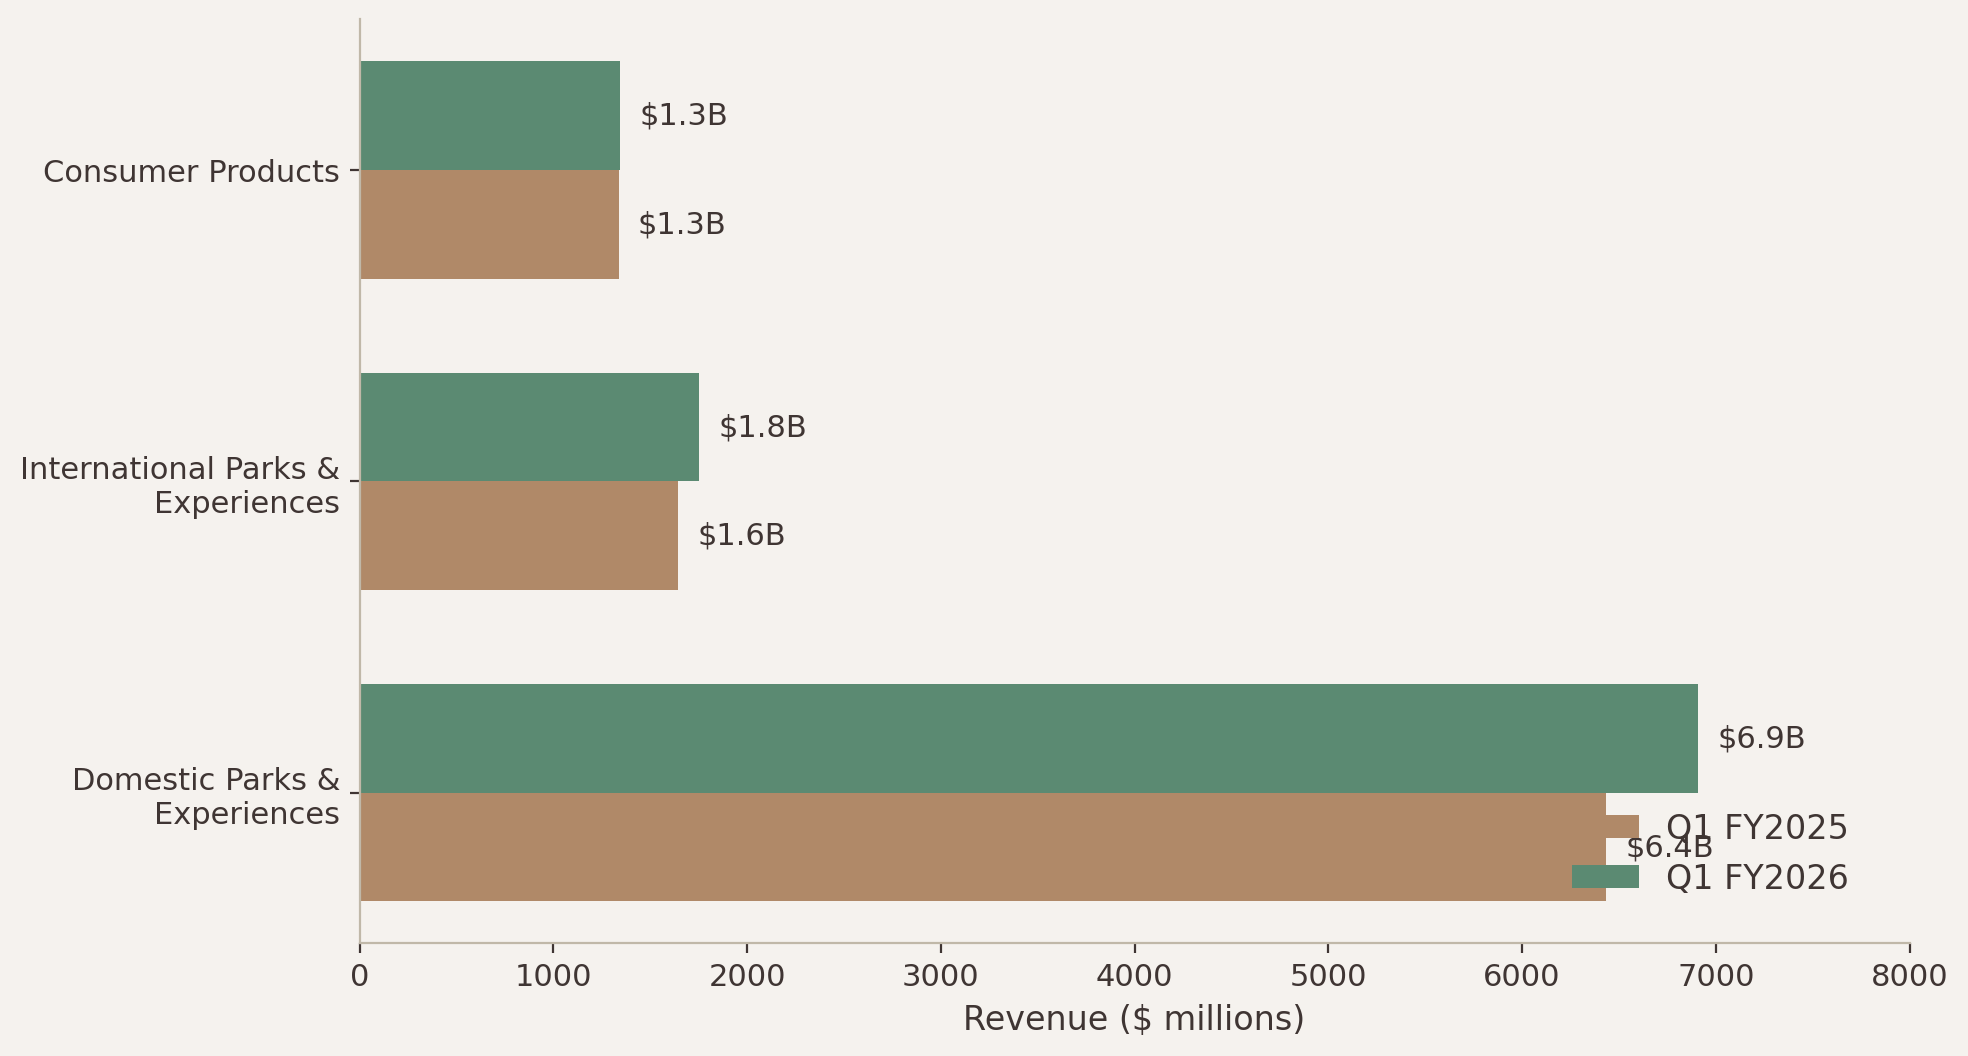 $1.3B
Consumer Products
$1.3B
$1.8B
International Parks &
Experiences
$1.6B
$6.9B
Domestic Parks &
Experiences
$6.4B
Q1 FY2025
Q1 FY2026
0 1000 2000 3000 4000 5000 6000 7000 8000
Revenue ($ millions)